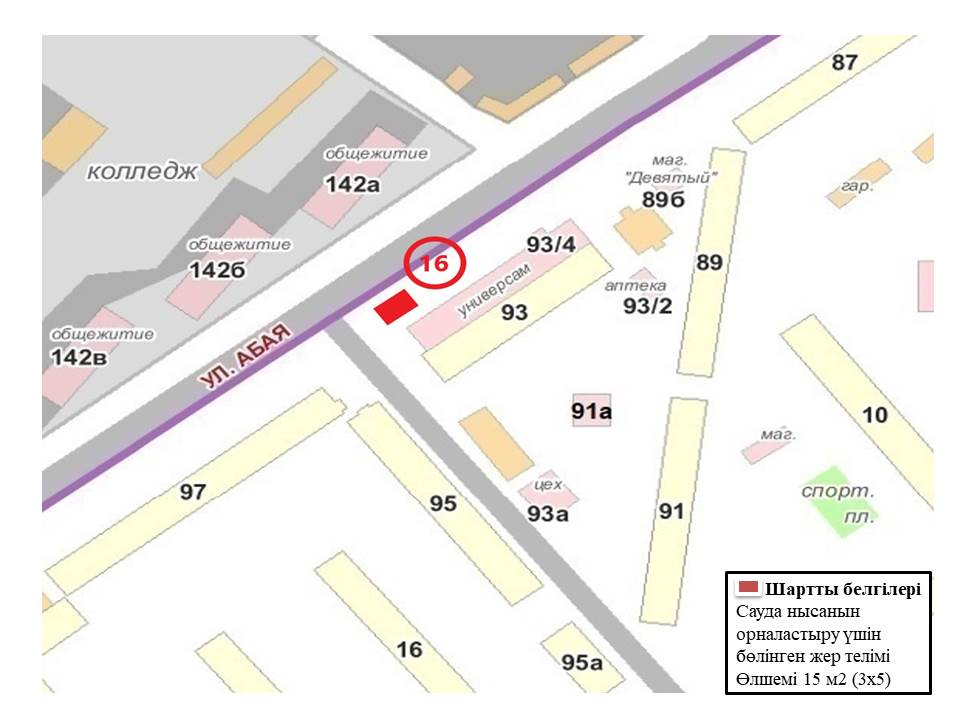 87
колледж
общежитие
142а
маг.
"Девятый"
89б
гар.
общежитие
142б
93/4
16
89
универсам
аптека
93/2
93
общежитие
142в
УЛ. АБАЯ
91а
10
маг.
97
95
цех
93а
91
спорт.
пл.
16
95а
Шартты белгілері
Сауда нысанын
орналастыру үшін
бөлінген жер телімі
Өлшемі 15 м2 (3х5)